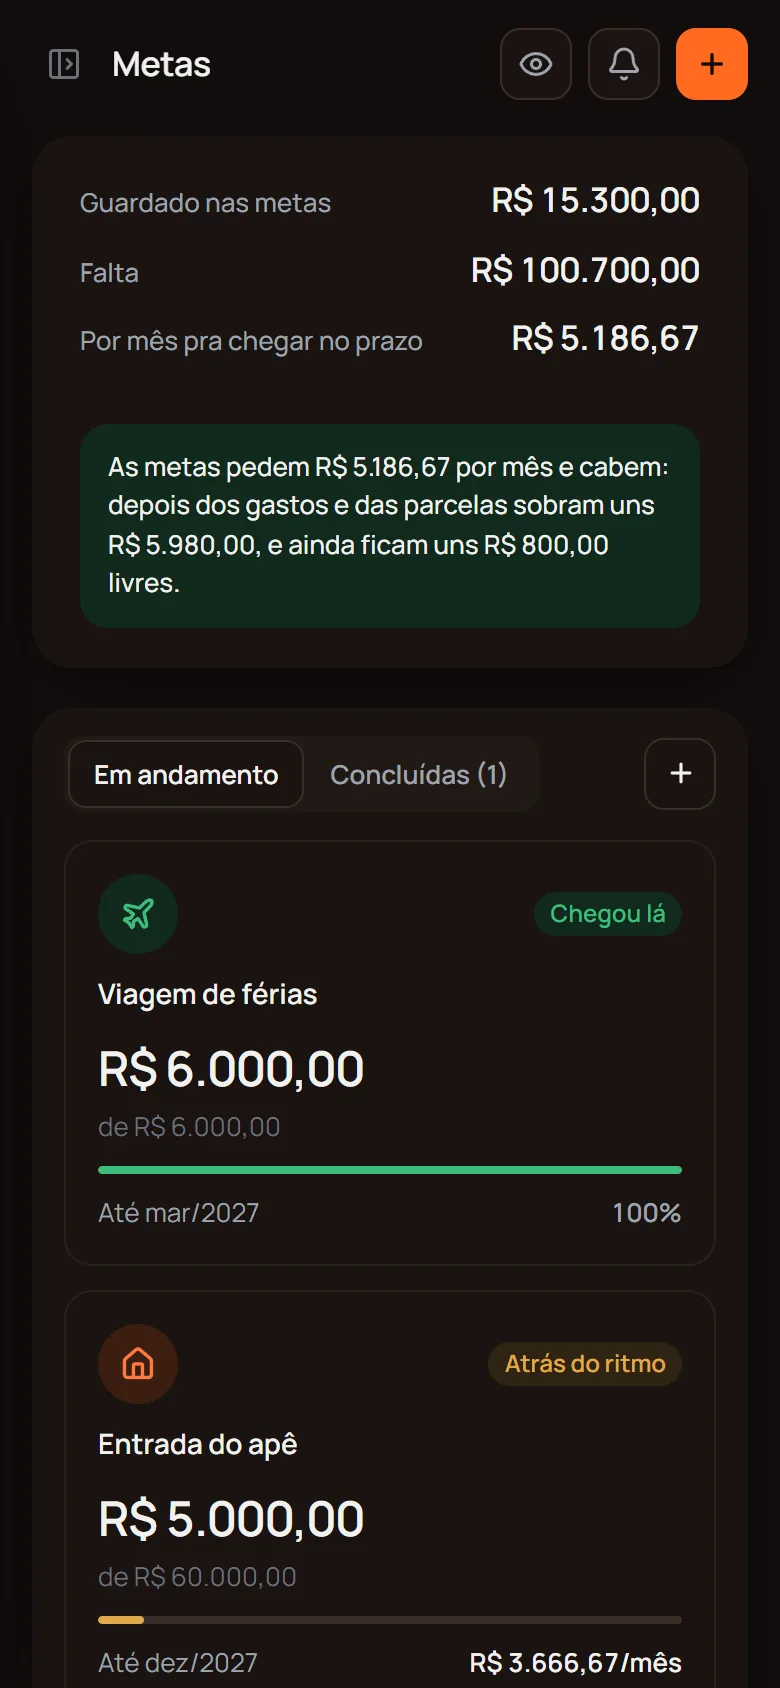 Metas
Guardado nas metas R$ 15.300,00
Falta R$ 100.700,00
Por mês pra chegar no prazo R$ 5.186,67
As metas pedem R$ 5.186,67 por mês e cabem:
depois dos gastos e das parcelas sobram uns
R$ 5.980,00, e ainda ficam uns R$ 800,00
livres.
Em andamento Concluídas (1)
Chegou lá
Viagem de férias
R$ 6.000,00
de R$ 6.000,00
Até mar/2027 100%
Atrás do ritmo
Entrada do apê
R$ 5.000,00
de R$ 60.000,00
Até dez/2027 R$ 3.666,67/mês